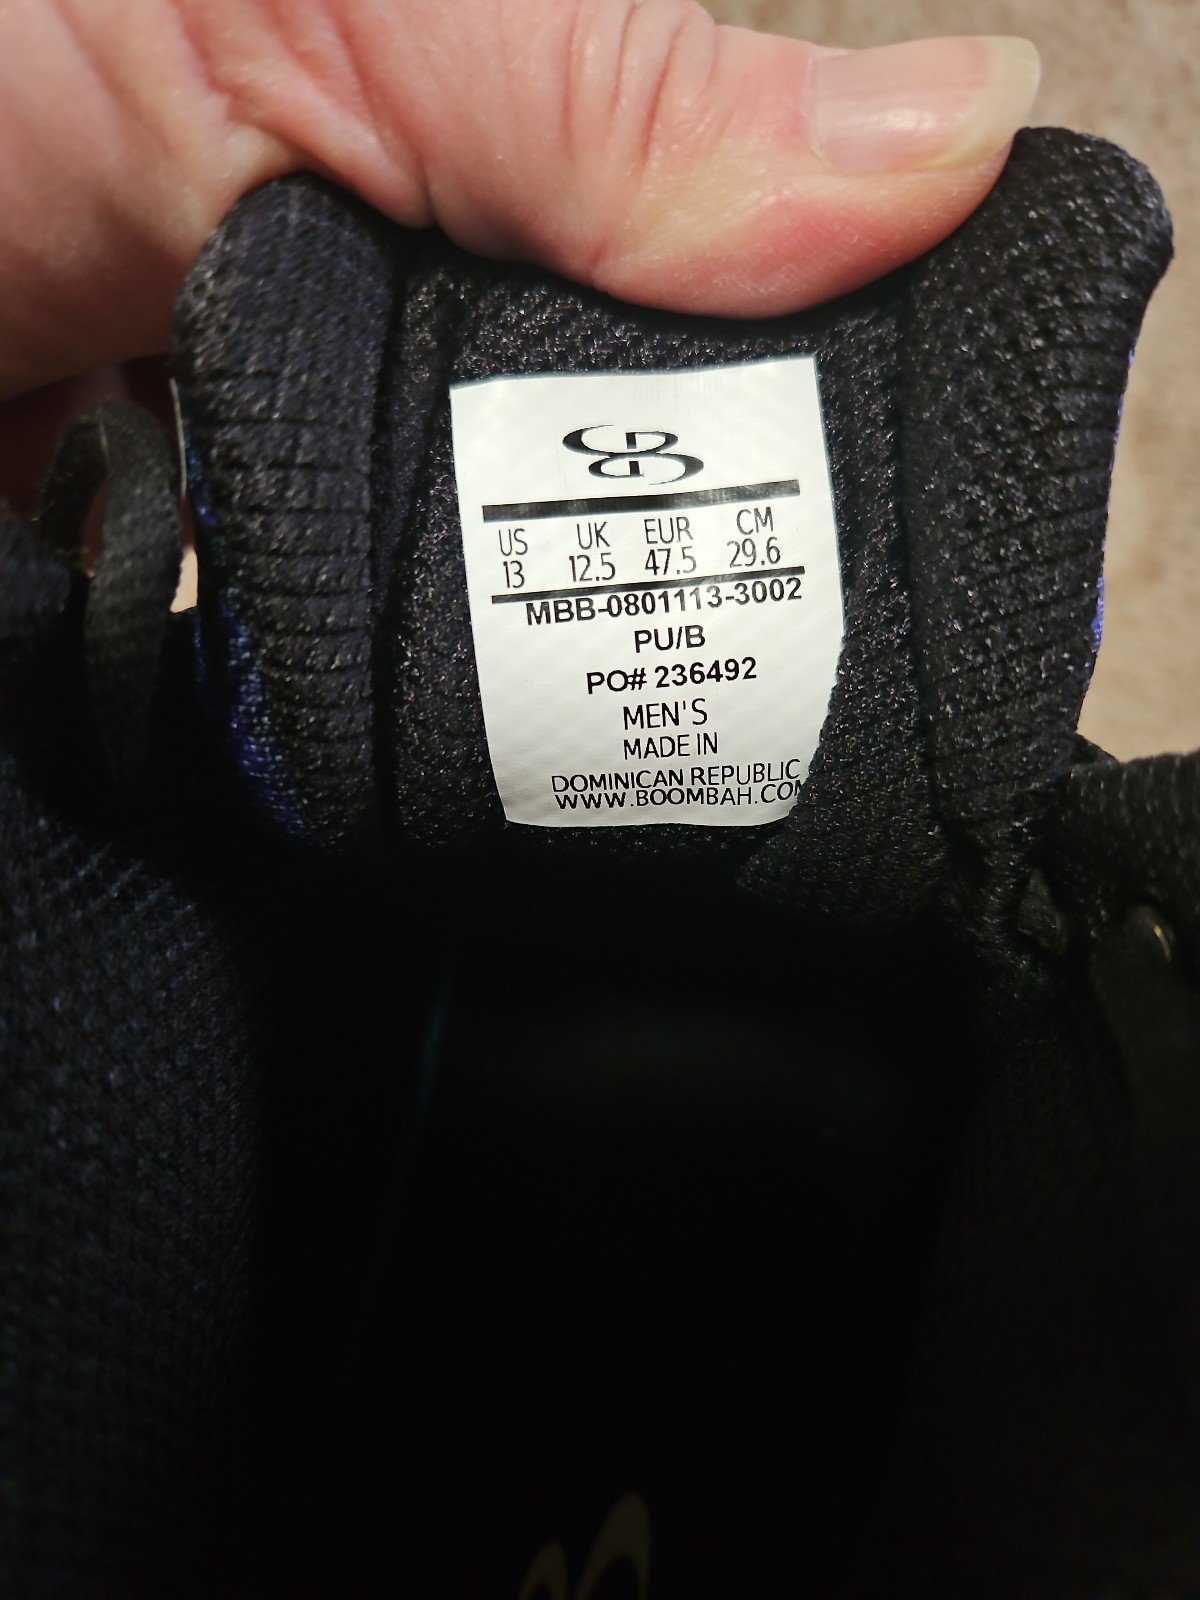 US UK EUR CM
13 12.5 47.5 29.6
MBB-0801113-3002
PU/B
PO# 236492
MEN'S
MADE IN
DOMINICAN REPUBLIC
WWW.BOOMBAH.COM